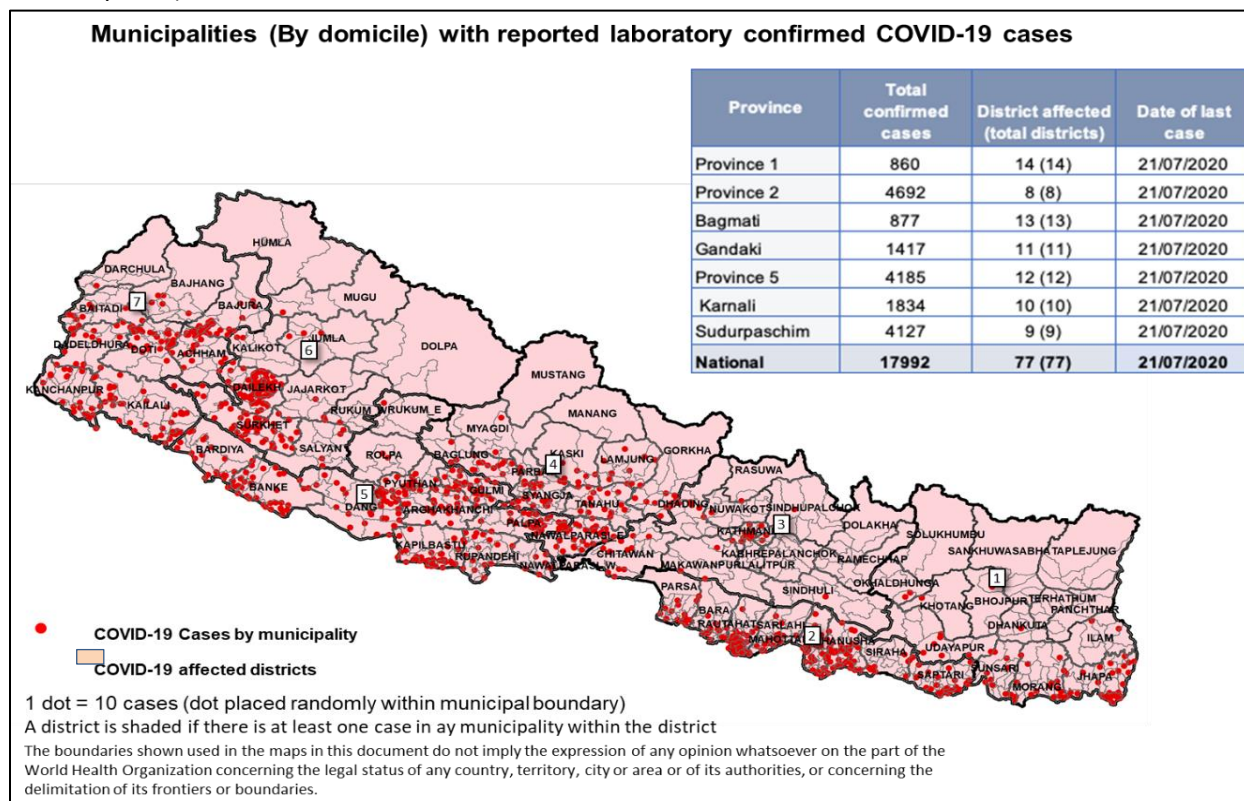 Municipalities (By domicile) with reported laboratory confirmed COVID-19 cases
Province Total confirmed cases District affected (total districts) Date of last case
Province 1 860 14 (14) 21/07/2020
Province 2 4692 8 (8) 21/07/2020
Bagmati 877 13 (13) 21/07/2020
Gandaki 1417 11 (11) 21/07/2020
Province 5 4185 12 (12) 21/07/2020
Karnali 1834 10 (10) 21/07/2020
Sudurpaschim 4127 9 (9) 21/07/2020
National 17992 77 (77) 21/07/2020
HUMLA
DARCHULA
BAJHANG
MUGU
7
BAITADI
BAJURA
JUMLA
DOLPA
DADELDHURA
DOTI
ACHHAM
KALIKOT
6
MUSTANG
KANCHANPUR
DAILEKH
JAJARKOT
KAILALI
RUKUM_W
RUKUM_E
MANANG
SURKHET
MYAGDI
GORKHA
BARDIYA
SALYAN
ROLPA
BAGLUNG
KASKI
LAMJUNG
4
RASUWA
BANKE
5
DANG
PYUTHAN
GULMI
SYANGJA
TANAHU
DHADING
NUWAKOT
SINDHUPALCHOK
ARGHAKHANCHI
PALPA
NAWALPARASI_E
3
DOLAKHA
SOLUKHUMBU
KAPILBASTU
RUPANDEHI
CHITAWAN
KABHREPALANCHOK
RAMECHHAP
SANKHUWASABHA
TAPLEJUNG
NAWALPARASI_W
MAKAWANPUR
LALITPUR
OKHALDHUNGA
1
PARSA
SINDHULI
KHOTANG
BHOJPUR
TERHATHUM
PANCHTHAR
BARA
SARLAHI
2
DHANKUTA
ILAM
SIRAHA
UDAYAPUR
SAPTARI
SUNSARI
MORANG
JHAPA
COVID-19 Cases by municipality
COVID-19 affected districts
1 dot = 10 cases (dot placed randomly within municipal boundary)
A district is shaded if there is at least one case in ay municipality within the district
The boundaries shown used in the maps in this document do not imply the expression of any opinion whatsoever on the part of the
World Health Organization concerning the legal status of any country, territory, city or area or of its authorities, or concerning the
delimitation of its frontiers or boundaries.